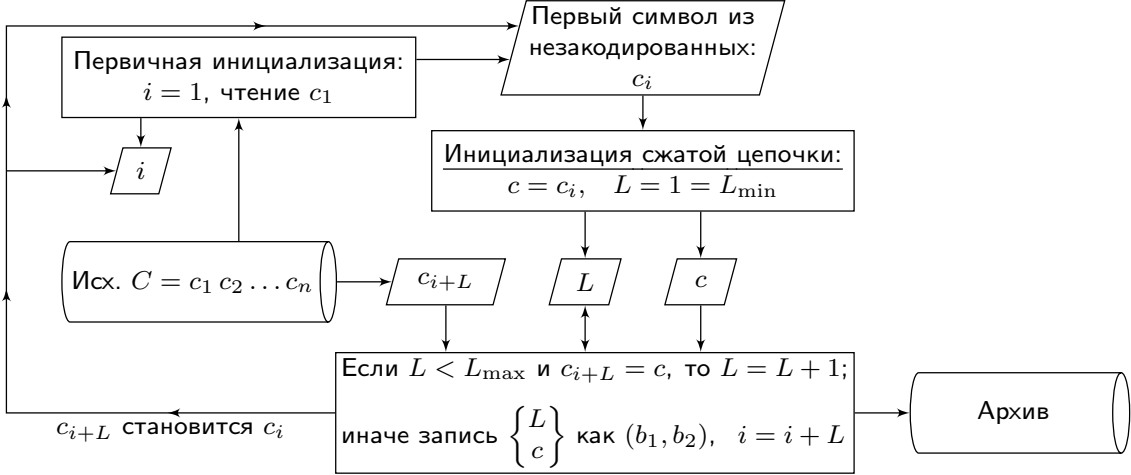 Первый символ из
незакодированных:
c_i
Первичная инициализация:
i = 1, чтение c_1
i
Инициализация сжатой цепочки:
c = c_i, L = 1 = L_min
Исх. C = c_1 c_2 … c_n
c_{i+L}
L
c
Если L < L_max и c_{i+L} = c, то L = L + 1;
иначе запись {L c} как (b_1, b_2), i = i + L
c_{i+L} становится c_i
Архив